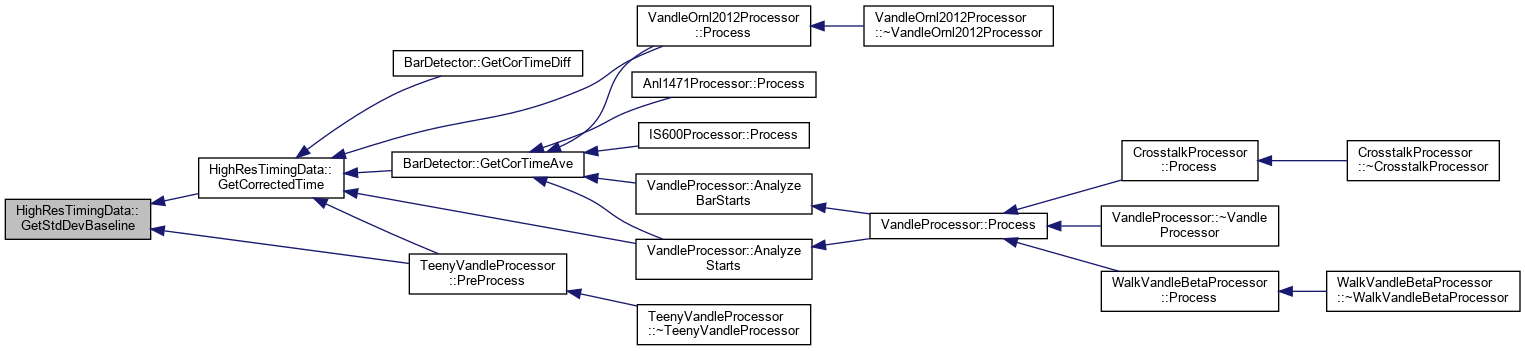 HighResTimingData::
GetStdDevBaseline
HighResTimingData::
GetCorrectedTime
BarDetector::GetCorTimeDiff
BarDetector::GetCorTimeAve
TeenyVandleProcessor
::PreProcess
VandleOrnl2012Processor
::Process
Anl1471Processor::Process
IS600Processor::Process
VandleProcessor::Analyze
BarStarts
VandleProcessor::Analyze
Starts
TeenyVandleProcessor
::~TeenyVandleProcessor
VandleOrnl2012Processor
::~VandleOrnl2012Processor
VandleProcessor::Process
CrosstalkProcessor
::Process
VandleProcessor::~Vandle
Processor
WalkVandleBetaProcessor
::Process
CrosstalkProcessor
::~CrosstalkProcessor
WalkVandleBetaProcessor
::~WalkVandleBetaProcessor